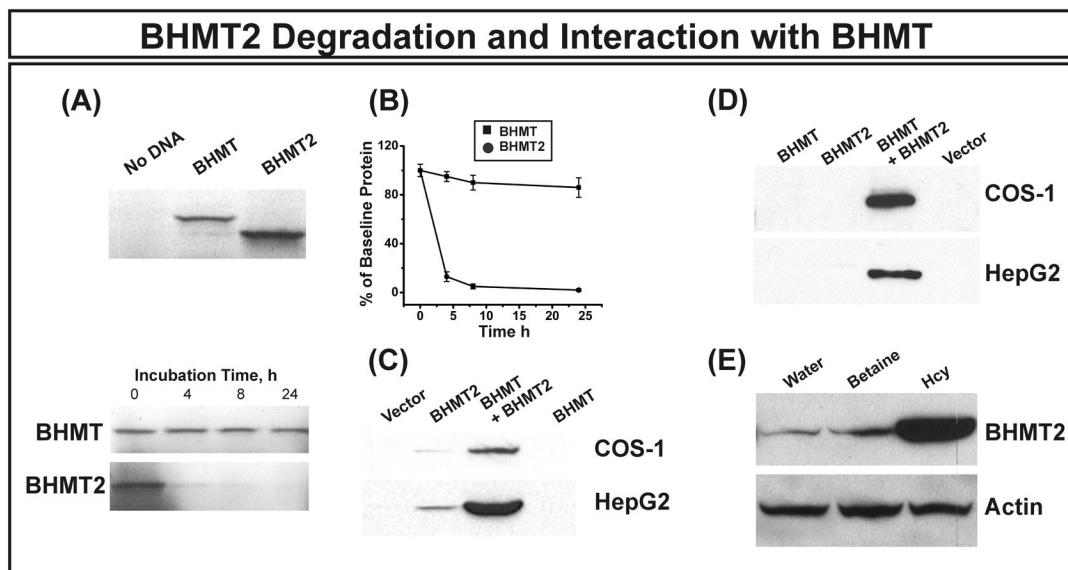 BHMT2 Degradation and Interaction with BHMT
(A)
No DNA
BHMT
BHMT2
Incubation Time, h
0 4 8 24
BHMT
BHMT2
(B)
BHMT
BHMT2
% of Baseline Protein
120
80
40
0
0 5 10 15 20 25
Time h
(C)
Vector
BHMT2
BHMT
+ BHMT2
BHMT
COS-1
HepG2
(D)
BHMT
BHMT2
BHMT
+ BHMT2
Vector
COS-1
HepG2
(E)
Water
Betaine
Hcy
BHMT2
Actin